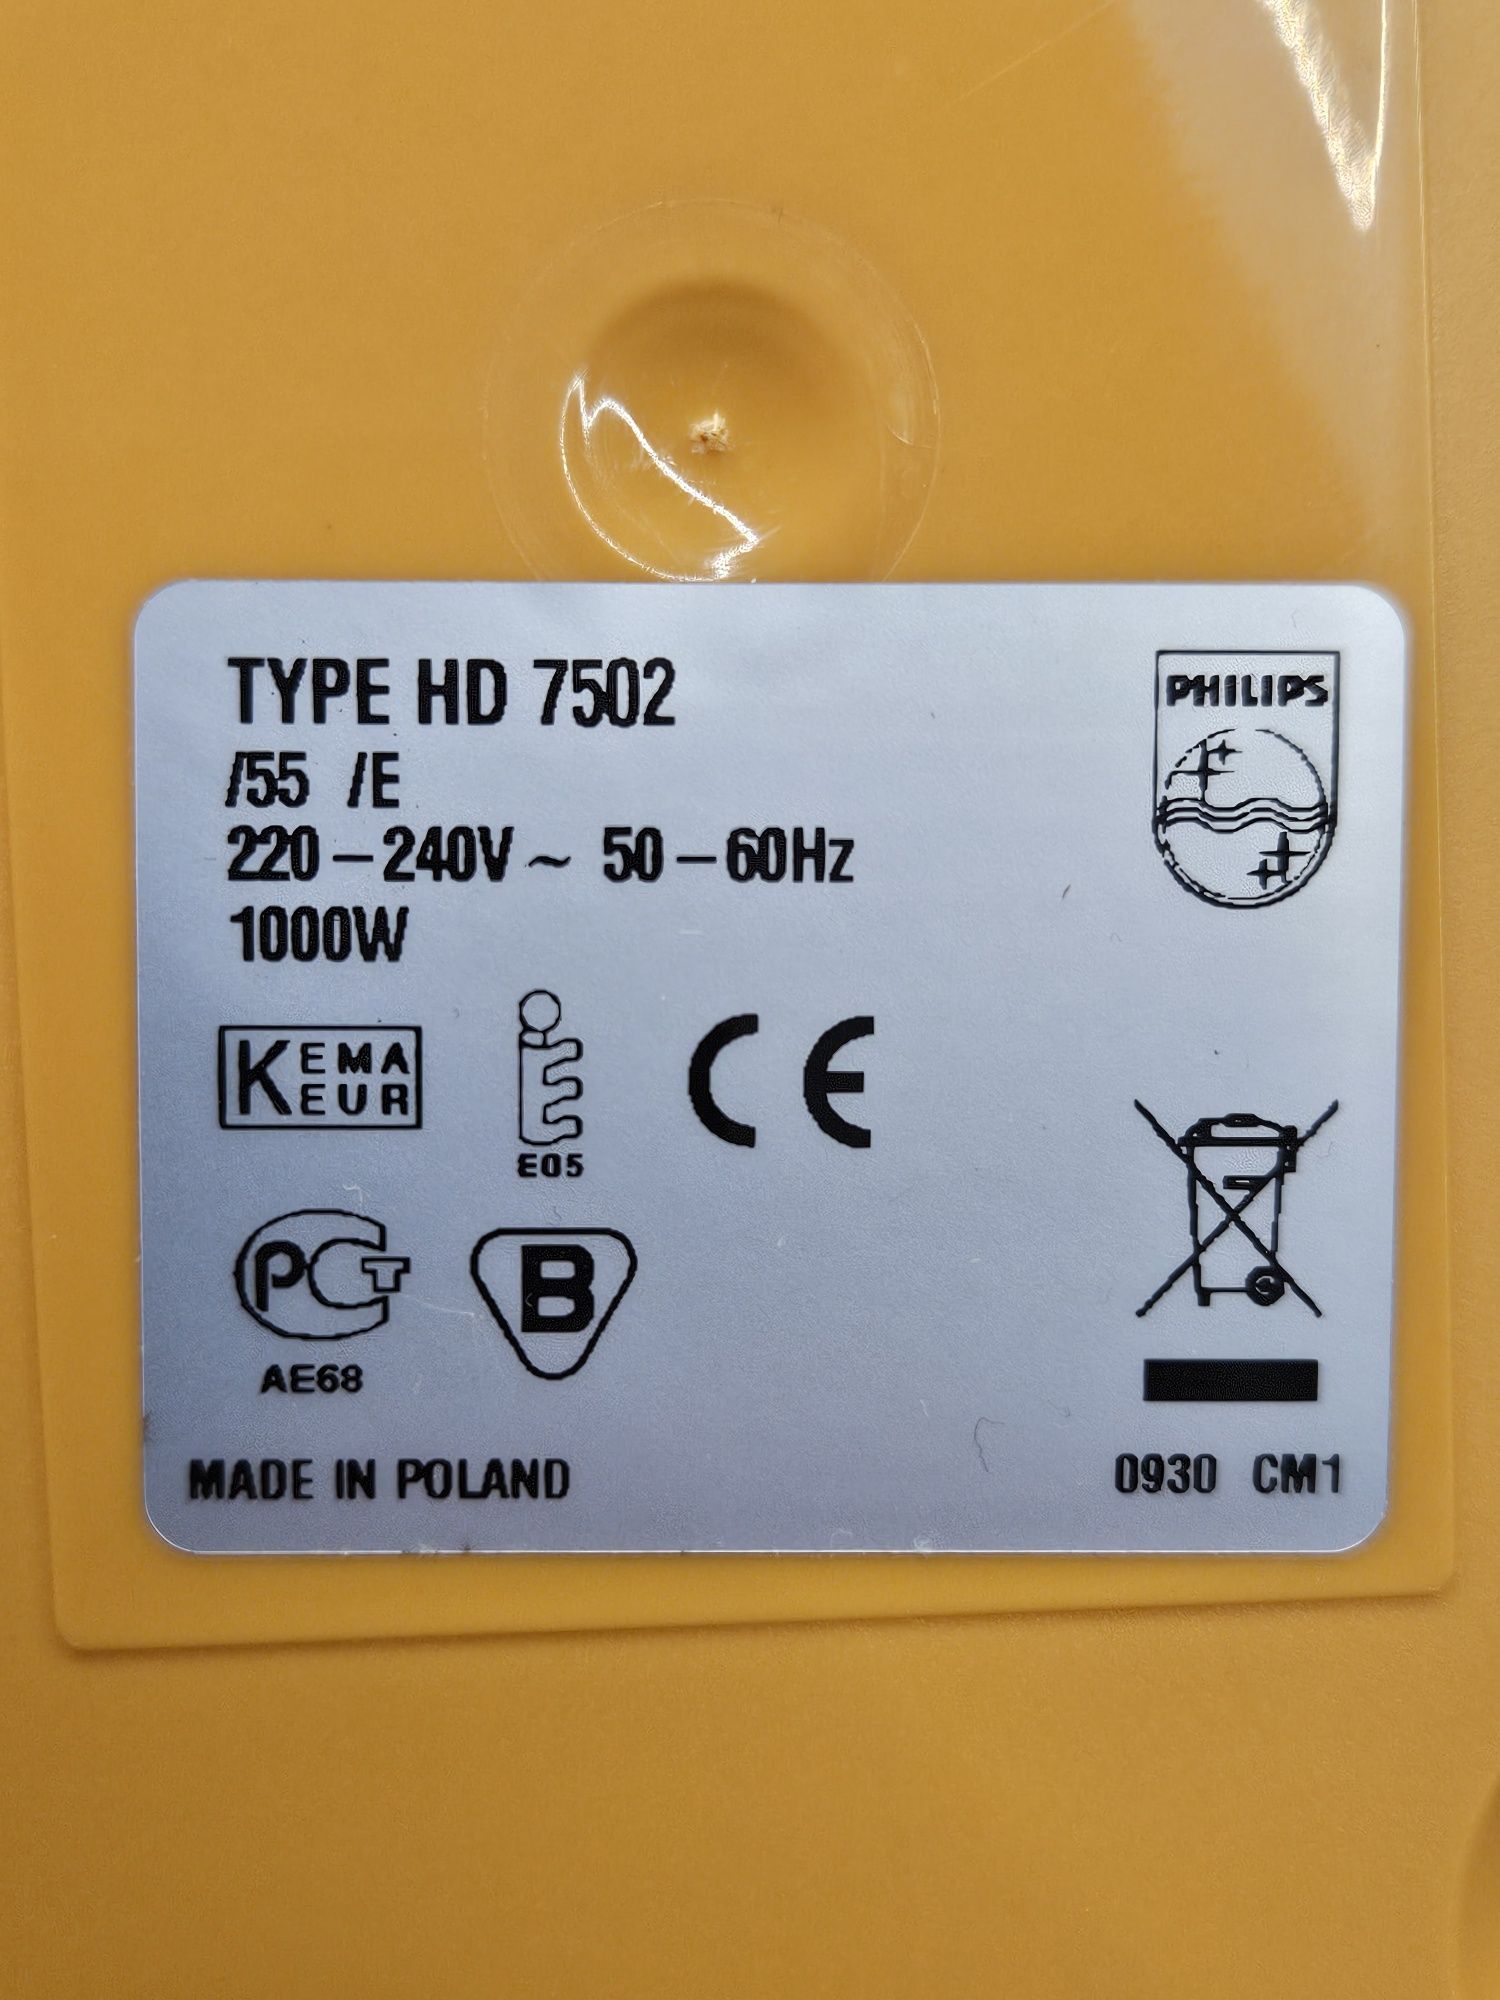 TYPE HD 7502
PHILIPS
/55 /E
220–240V~ 50–60Hz
1000W
KEMA
KEUR
E05
CE
PCT
AE68
B
MADE IN POLAND
0930 CM1